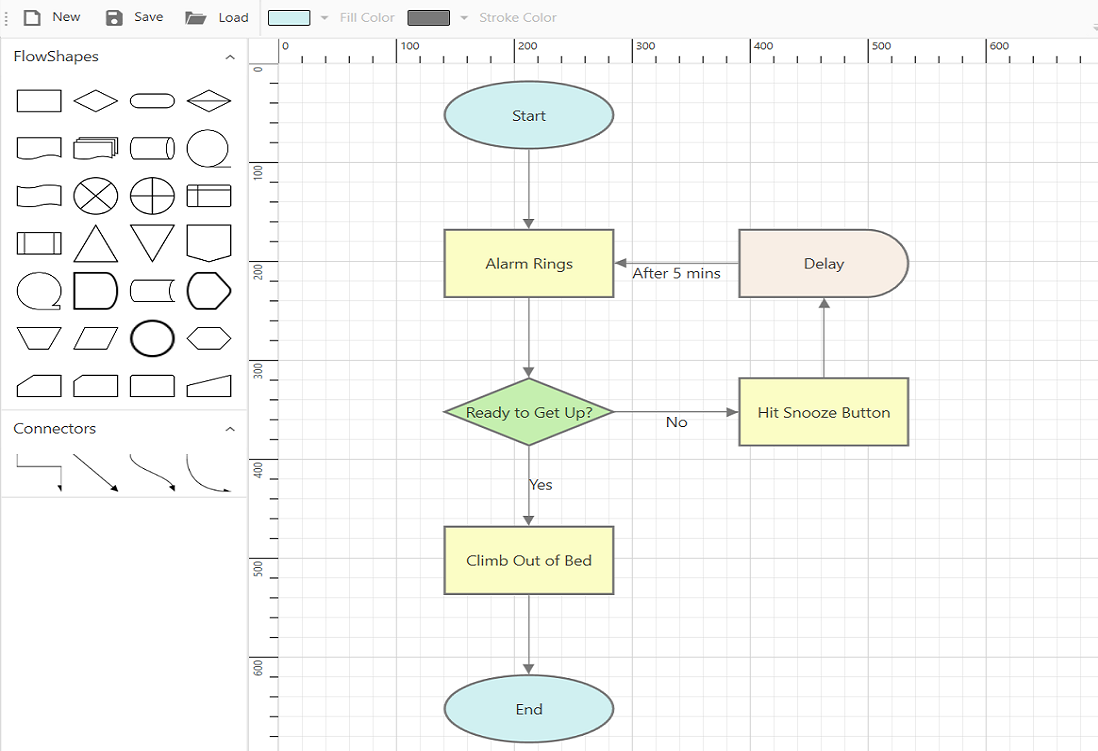 New Save Load Fill Color Stroke Color
FlowShapes
Connectors
0 100 200 300 400 500 600
0
100
200
300
400
500
600
Start
Alarm Rings
After 5 mins
Delay
Ready to Get Up?
No
Hit Snooze Button
Yes
Climb Out of Bed
End